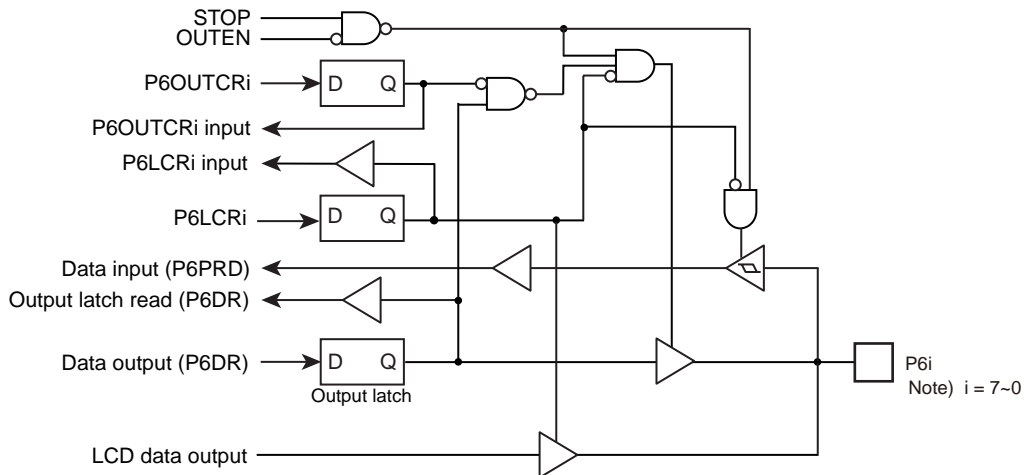 STOP
OUTEN
P6OUTCRi
D Q
P6OUTCRi input
P6LCRi input
P6LCRi
D Q
Data input (P6PRD)
Output latch read (P6DR)
Data output (P6DR)
D Q
Output latch
P6i
Note) i = 7~0
LCD data output